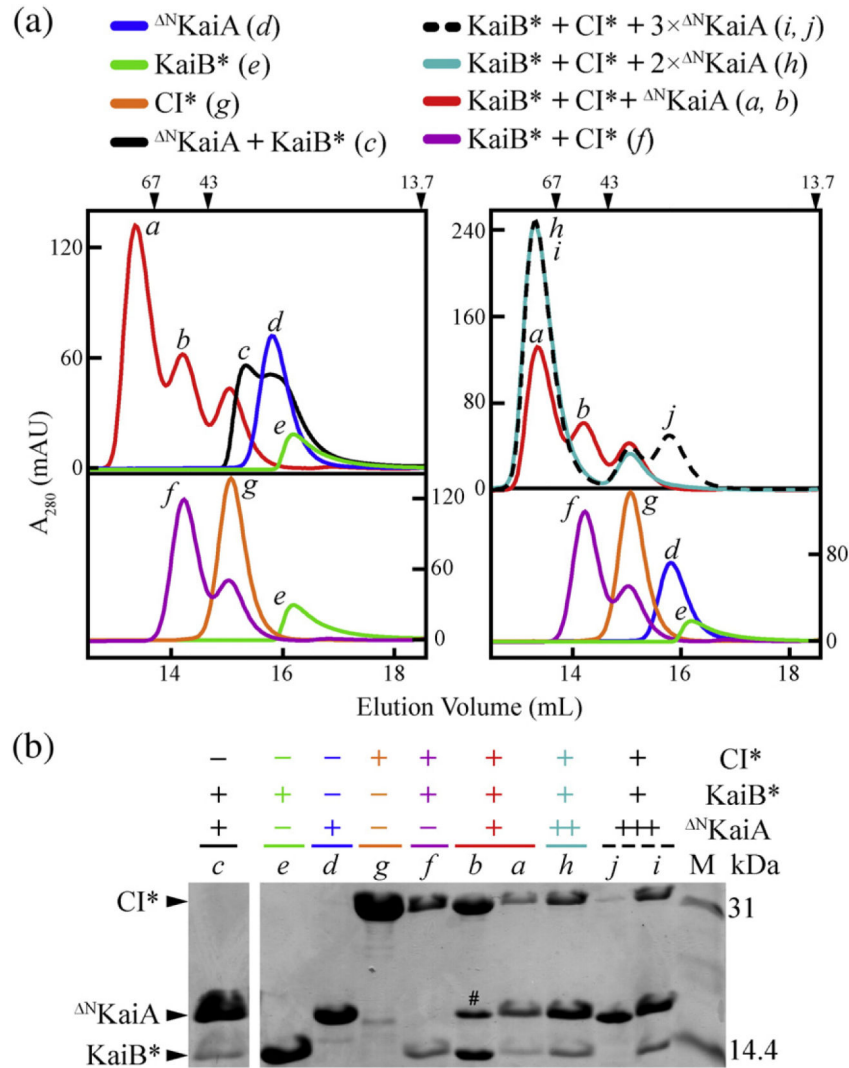 (a)
ΔNKaiA (d)
KaiB* (e)
CI* (g)
ΔNKaiA + KaiB* (c)
KaiB* + CI* + 3×ΔNKaiA (i, j)
KaiB* + CI* + 2×ΔNKaiA (h)
KaiB* + CI* + ΔNKaiA (a, b)
KaiB* + CI* (f)
67 43 13.7
67 43 13.7
A280 (mAU)
120
60
0
a b c d e
120
60
0
f g e
14 16 18
240
160
80
0
h
i
a b j
80
0
f g d e
14 16 18
Elution Volume (mL)
(b)
− − − + + + + + CI*
+ + − − + + + + KaiB*
+ − + − − + ++ +++ ΔNKaiA
c e d g f b a h j i M kDa
CI* 31
#
ΔNKaiA
KaiB* 14.4